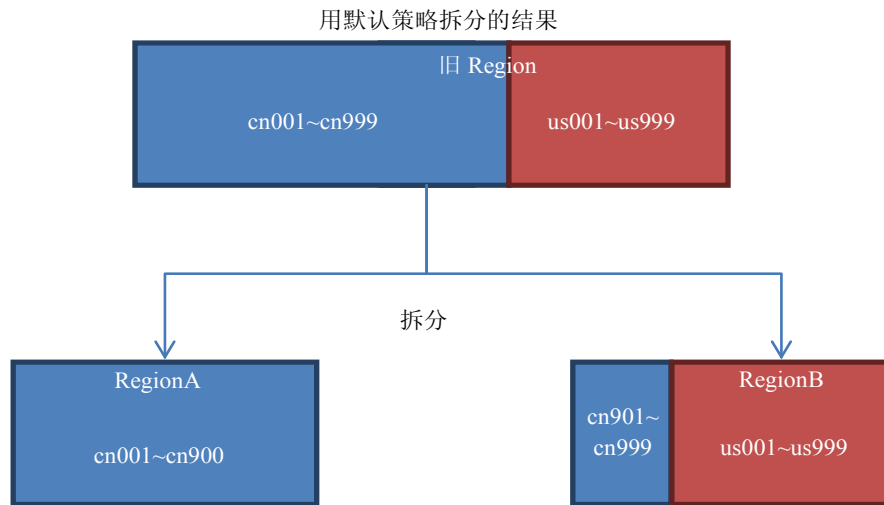 用默认策略拆分的结果
旧 Region
cn001~cn999
us001~us999
拆分
RegionA
cn001~cn900
RegionB
cn901~
cn999
us001~us999